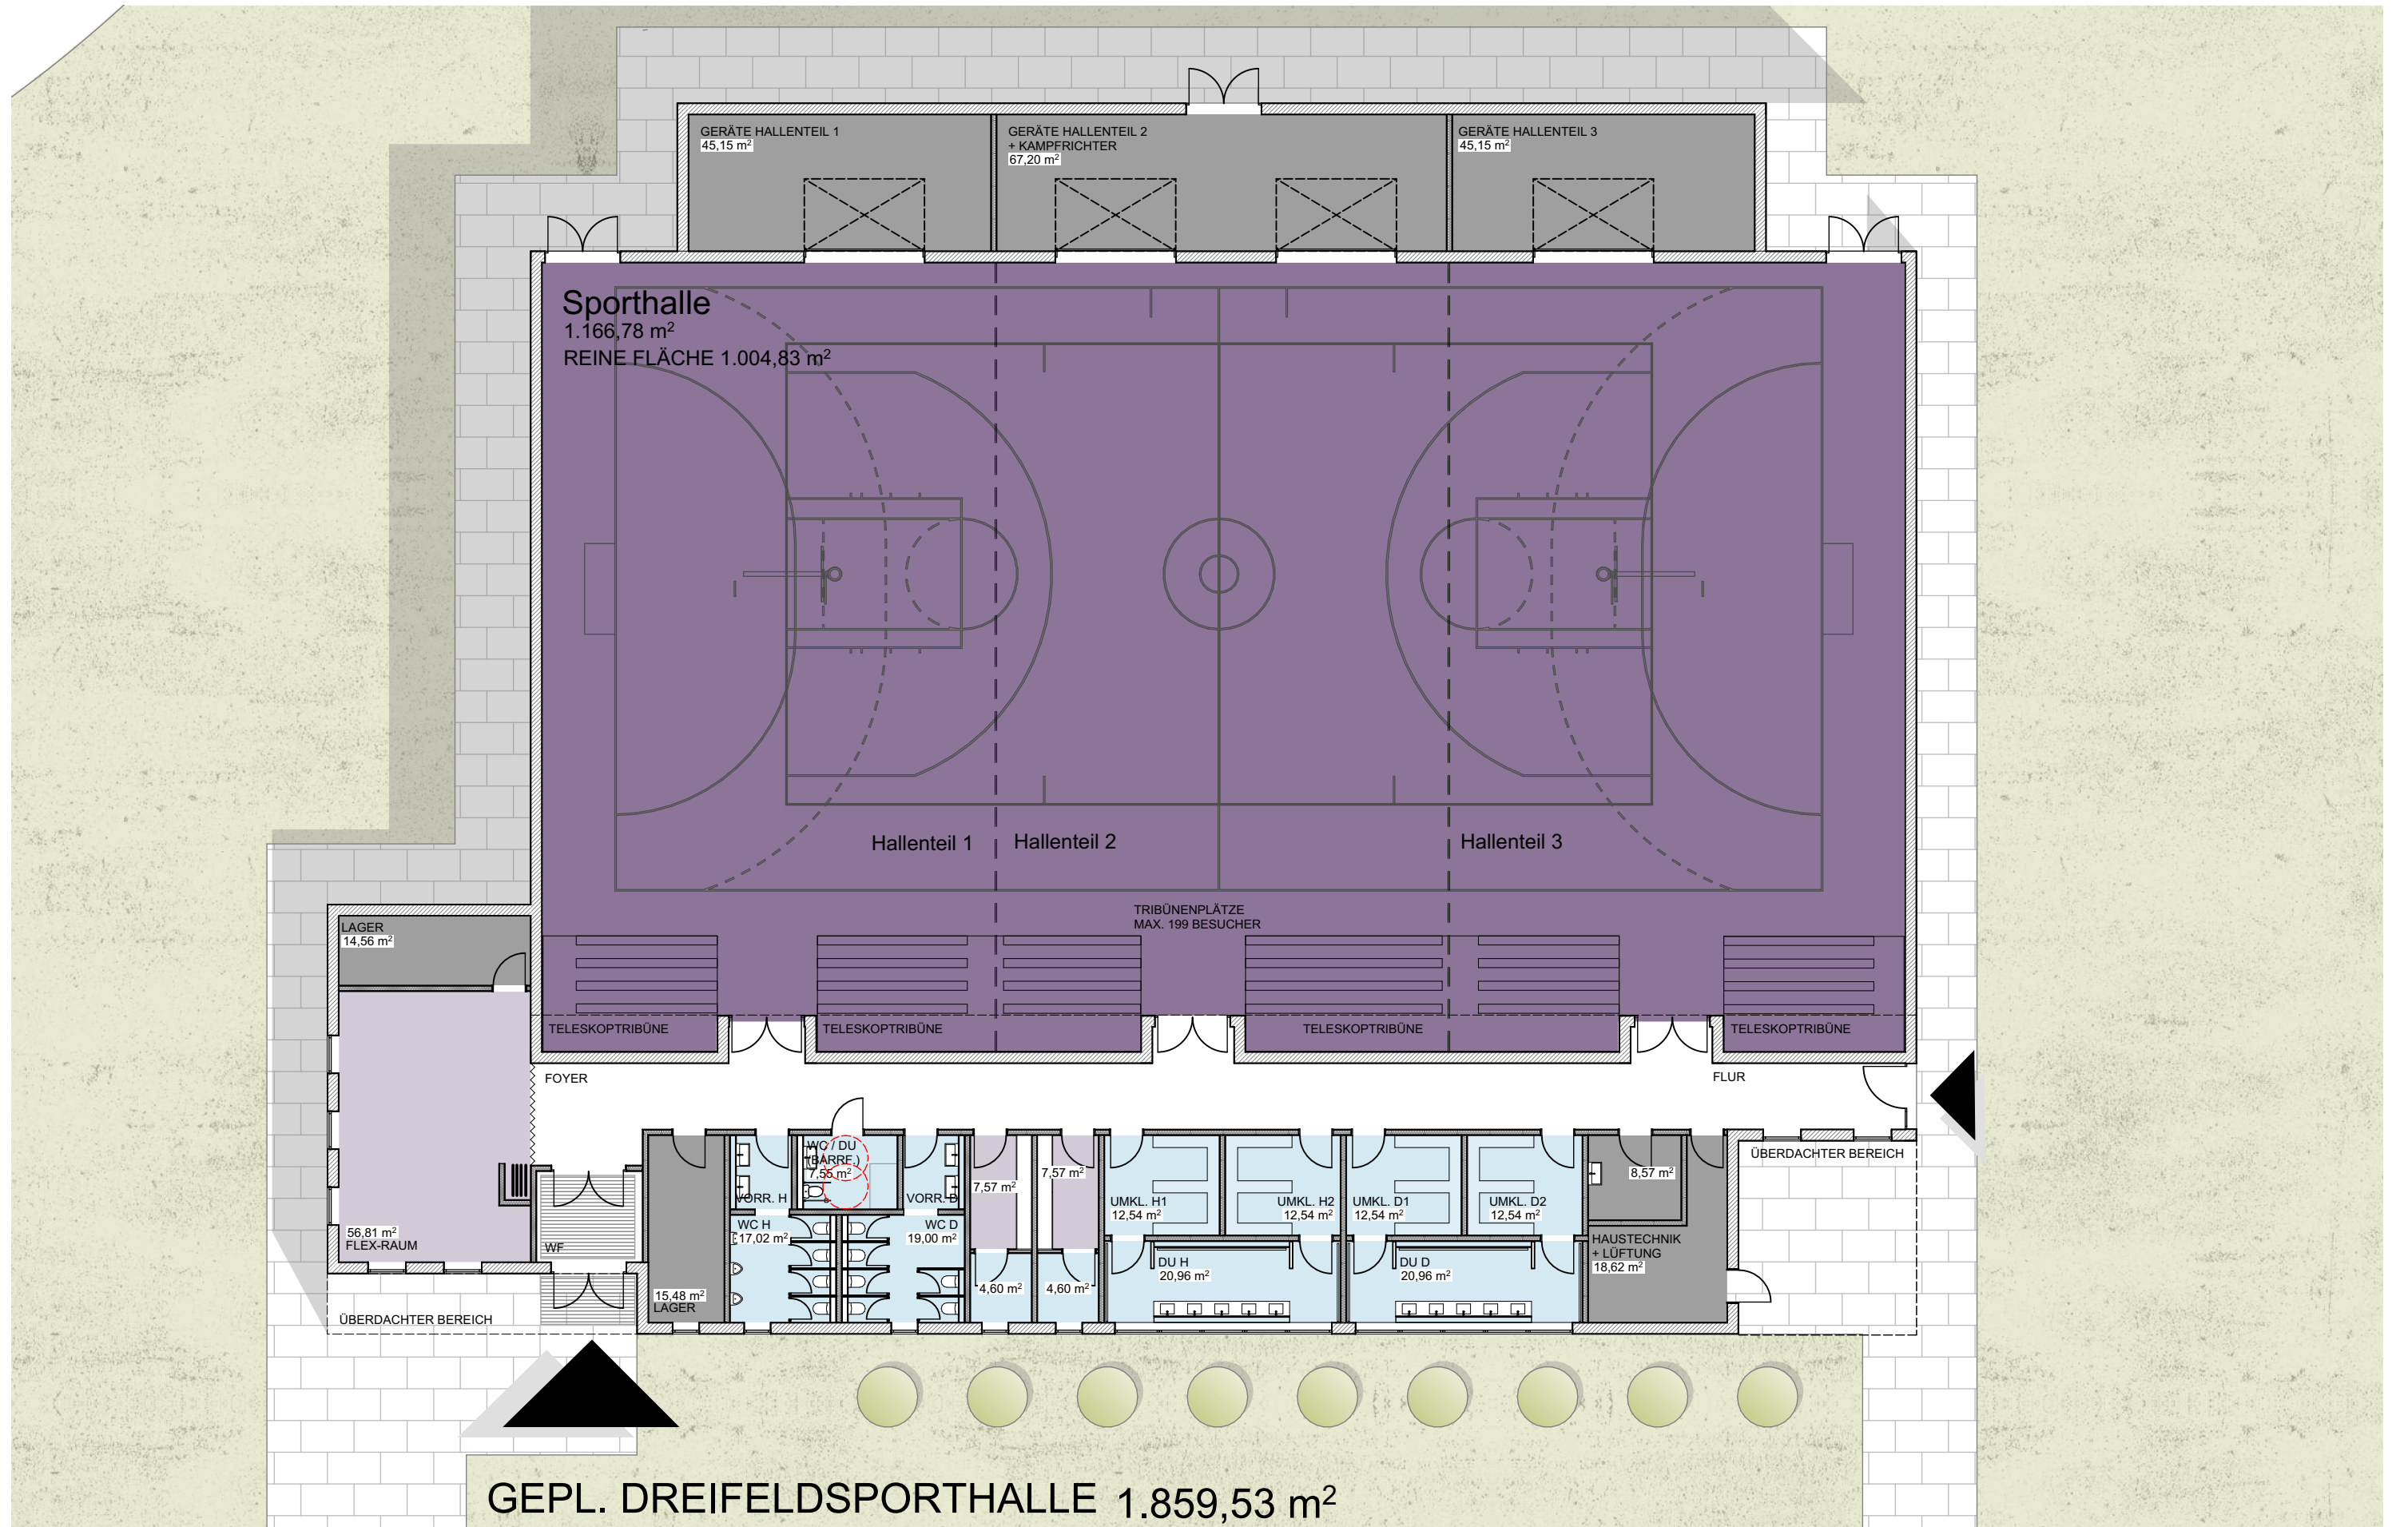 GERÄTE HALLENTEIL 1
45,15 m²
GERÄTE HALLENTEIL 2
+ KAMPFRICHTER
67,20 m²
GERÄTE HALLENTEIL 3
45,15 m²
Sporthalle
1.166,78 m²
REINE FLÄCHE 1.004,83 m²
Hallenteil 1
Hallenteil 2
Hallenteil 3
TRIBÜNENPLÄTZE
MAX. 199 BESUCHER
LAGER
14,56 m²
TELESKOPTRIBÜNE
TELESKOPTRIBÜNE
TELESKOPTRIBÜNE
TELESKOPTRIBÜNE
FOYER
FLUR
WC / DU
(BARRF.)
7,55 m²
VORR. H
VORR. D
7,57 m²
7,57 m²
UMKL. H1
12,54 m²
UMKL. H2
12,54 m²
UMKL. D1
12,54 m²
UMKL. D2
12,54 m²
8,57 m²
ÜBERDACHTER BEREICH
56,81 m²
FLEX-RAUM
WF
WC H
17,02 m²
WC D
19,00 m²
HAUSTECHNIK
+ LÜFTUNG
18,62 m²
DU H
20,96 m²
DU D
20,96 m²
4,60 m²
4,60 m²
15,48 m²
LAGER
ÜBERDACHTER BEREICH
GEPL. DREIFELDSPORTHALLE 1.859,53 m²